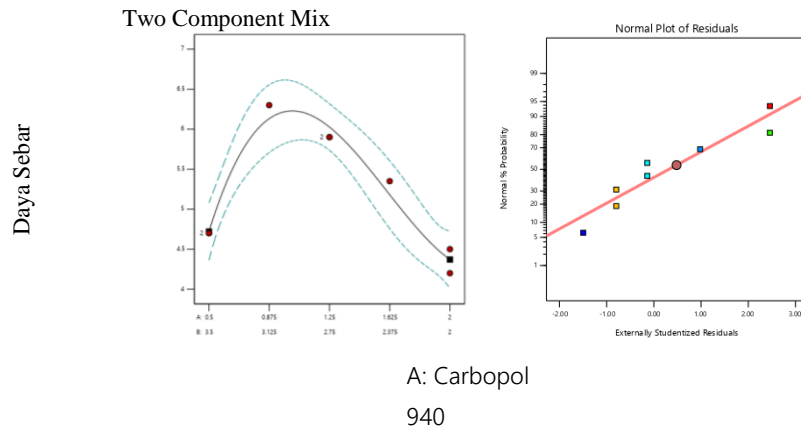 Two Component Mix
Daya Sebar
7
6.5
6
5.5
5
4.5
4
2
2
A: 0.5 0.875 1.25 1.625 2
B: 3.5 3.125 2.75 2.375 2
Normal Plot of Residuals
Normal % Probability
99
95
90
80
70
50
30
20
10
5
1
-2.00 -1.00 0.00 1.00 2.00 3.00
Externally Studentized Residuals
A: Carbopol
940